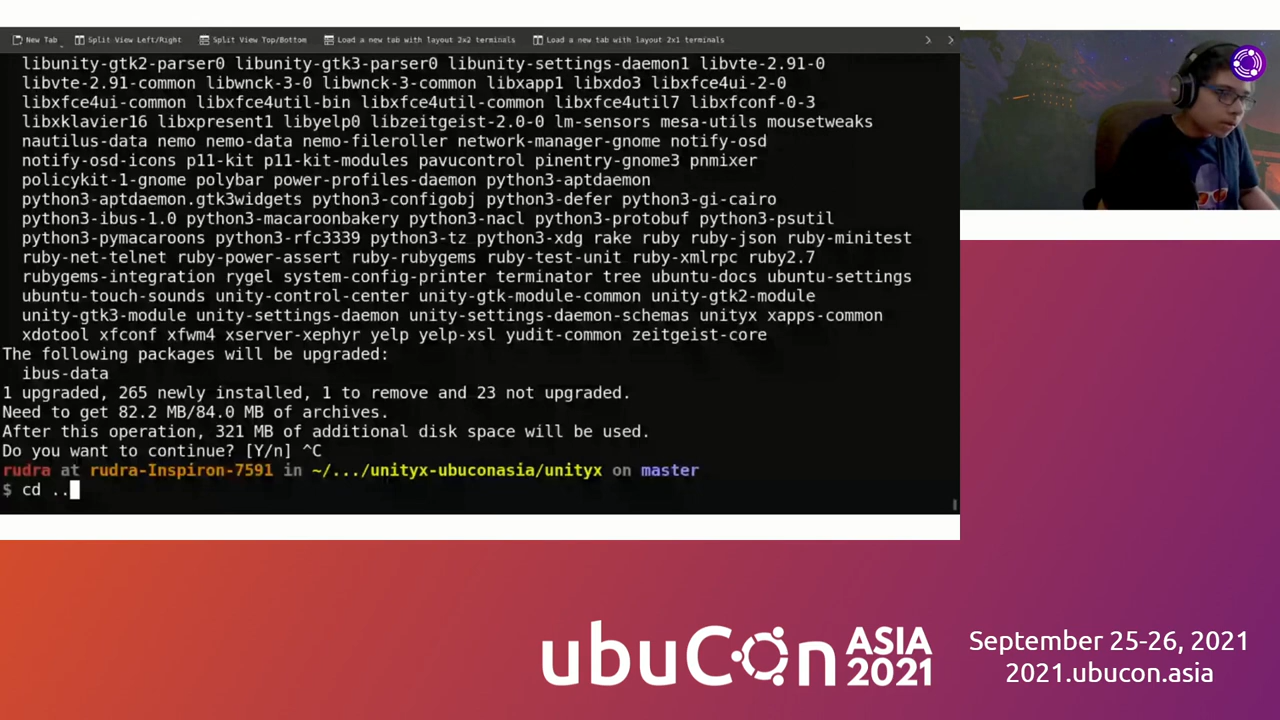 New Tab Split View Left/Right Split View Top/Bottom Load a new tab with layout 2x2 terminals Load a new tab with layout 2x1 terminals
libunity-gtk2-parser0 libunity-gtk3-parser0 libunity-settings-daemon1 libvte-2.91-0
libvte-2.91-common libwnck-3-0 libwnck-3-common libxapp1 libxdo3 libxfce4ui-2-0
libxfce4ui-common libxfce4util-bin libxfce4util-common libxfce4util7 libxfconf-0-3
libxklavier16 libxpresent1 libyelp0 libzeitgeist-2.0-0 lm-sensors mesa-utils mousetweaks
nautilus-data nemo nemo-data nemo-fileroller network-manager-gnome notify-osd
notify-osd-icons p11-kit p11-kit-modules pavucontrol pinentry-gnome3 pnmixer
policykit-1-gnome polybar power-profiles-daemon python3-aptdaemon
python3-aptdaemon.gtk3widgets python3-configobj python3-defer python3-gi-cairo
python3-ibus-1.0 python3-macaroonbakery python3-nacl python3-protobuf python3-psutil
python3-pymacaroons python3-rfc3339 python3-tz python3-xdg rake ruby ruby-json ruby-minitest
ruby-net-telnet ruby-power-assert ruby-rubygems ruby-test-unit ruby-xmlrpc ruby2.7
rubygems-integration rygel system-config-printer terminator tree ubuntu-docs ubuntu-settings
ubuntu-touch-sounds unity-control-center unity-gtk-module-common unity-gtk2-module
unity-gtk3-module unity-settings-daemon unity-settings-daemon-schemas unityx xapps-common
xdotool xfconf xfwm4 xserver-xephyr yelp yelp-xsl yudit-common zeitgeist-core
The following packages will be upgraded:
ibus-data
1 upgraded, 265 newly installed, 1 to remove and 23 not upgraded.
Need to get 82.2 MB/84.0 MB of archives.
After this operation, 321 MB of additional disk space will be used.
Do you want to continue? [Y/n] ^C
rudra at rudra-Inspiron-7591 in ~/.../unityx-ubuconasia/unityx on master
$ cd ..
ubuCon ASIA 2021
September 25-26, 2021
2021.ubucon.asia